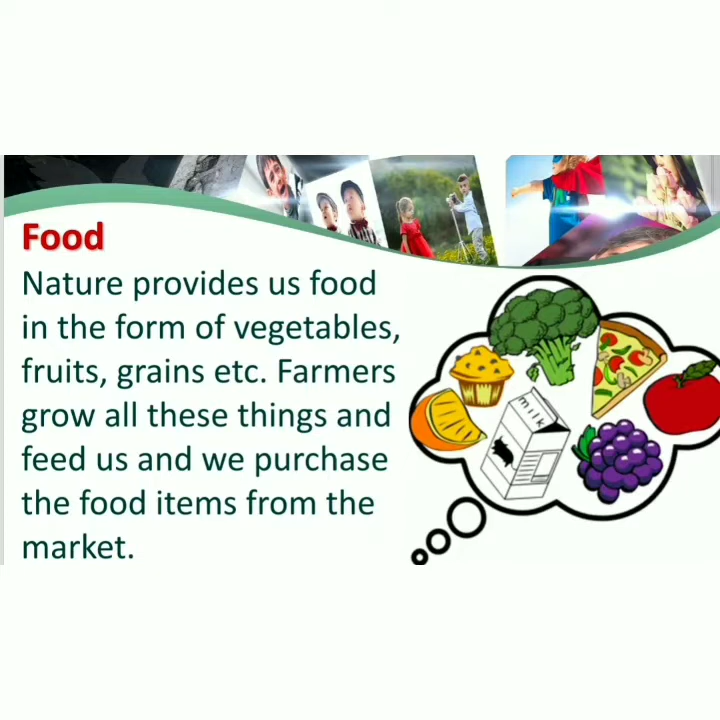 Food
Nature provides us food
in the form of vegetables,
fruits, grains etc. Farmers
grow all these things and
feed us and we purchase
the food items from the
market.
milk